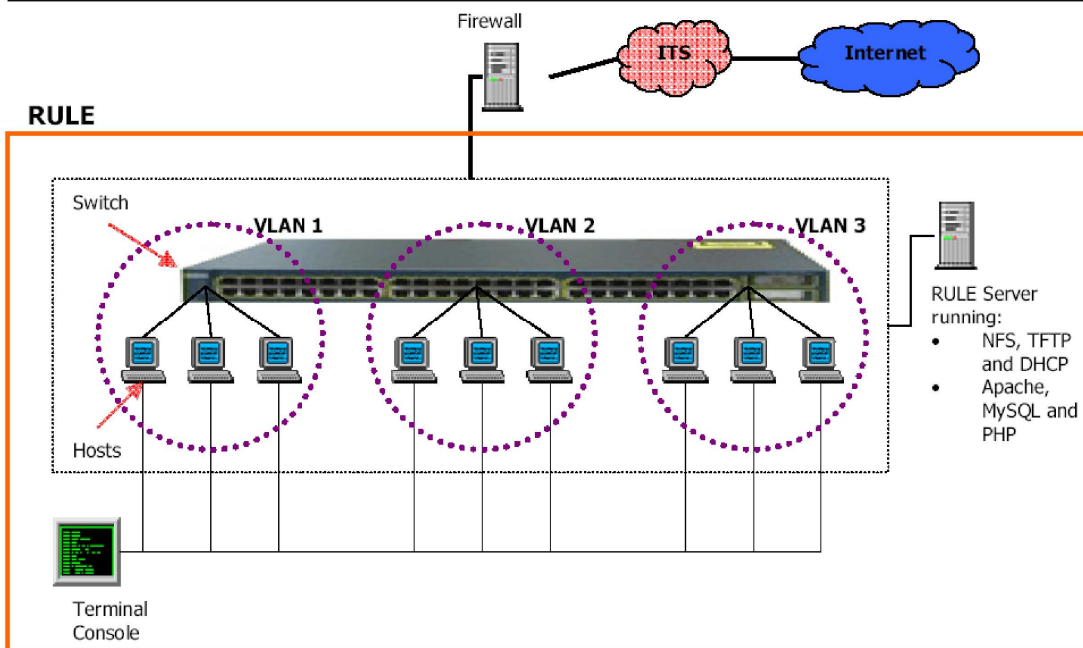 Firewall
ITS
Internet
RULE
Switch
VLAN 1
VLAN 2
VLAN 3
RULE Server
running:
• NFS, TFTP
and DHCP
• Apache,
MySQL and
PHP
Hosts
Terminal
Console